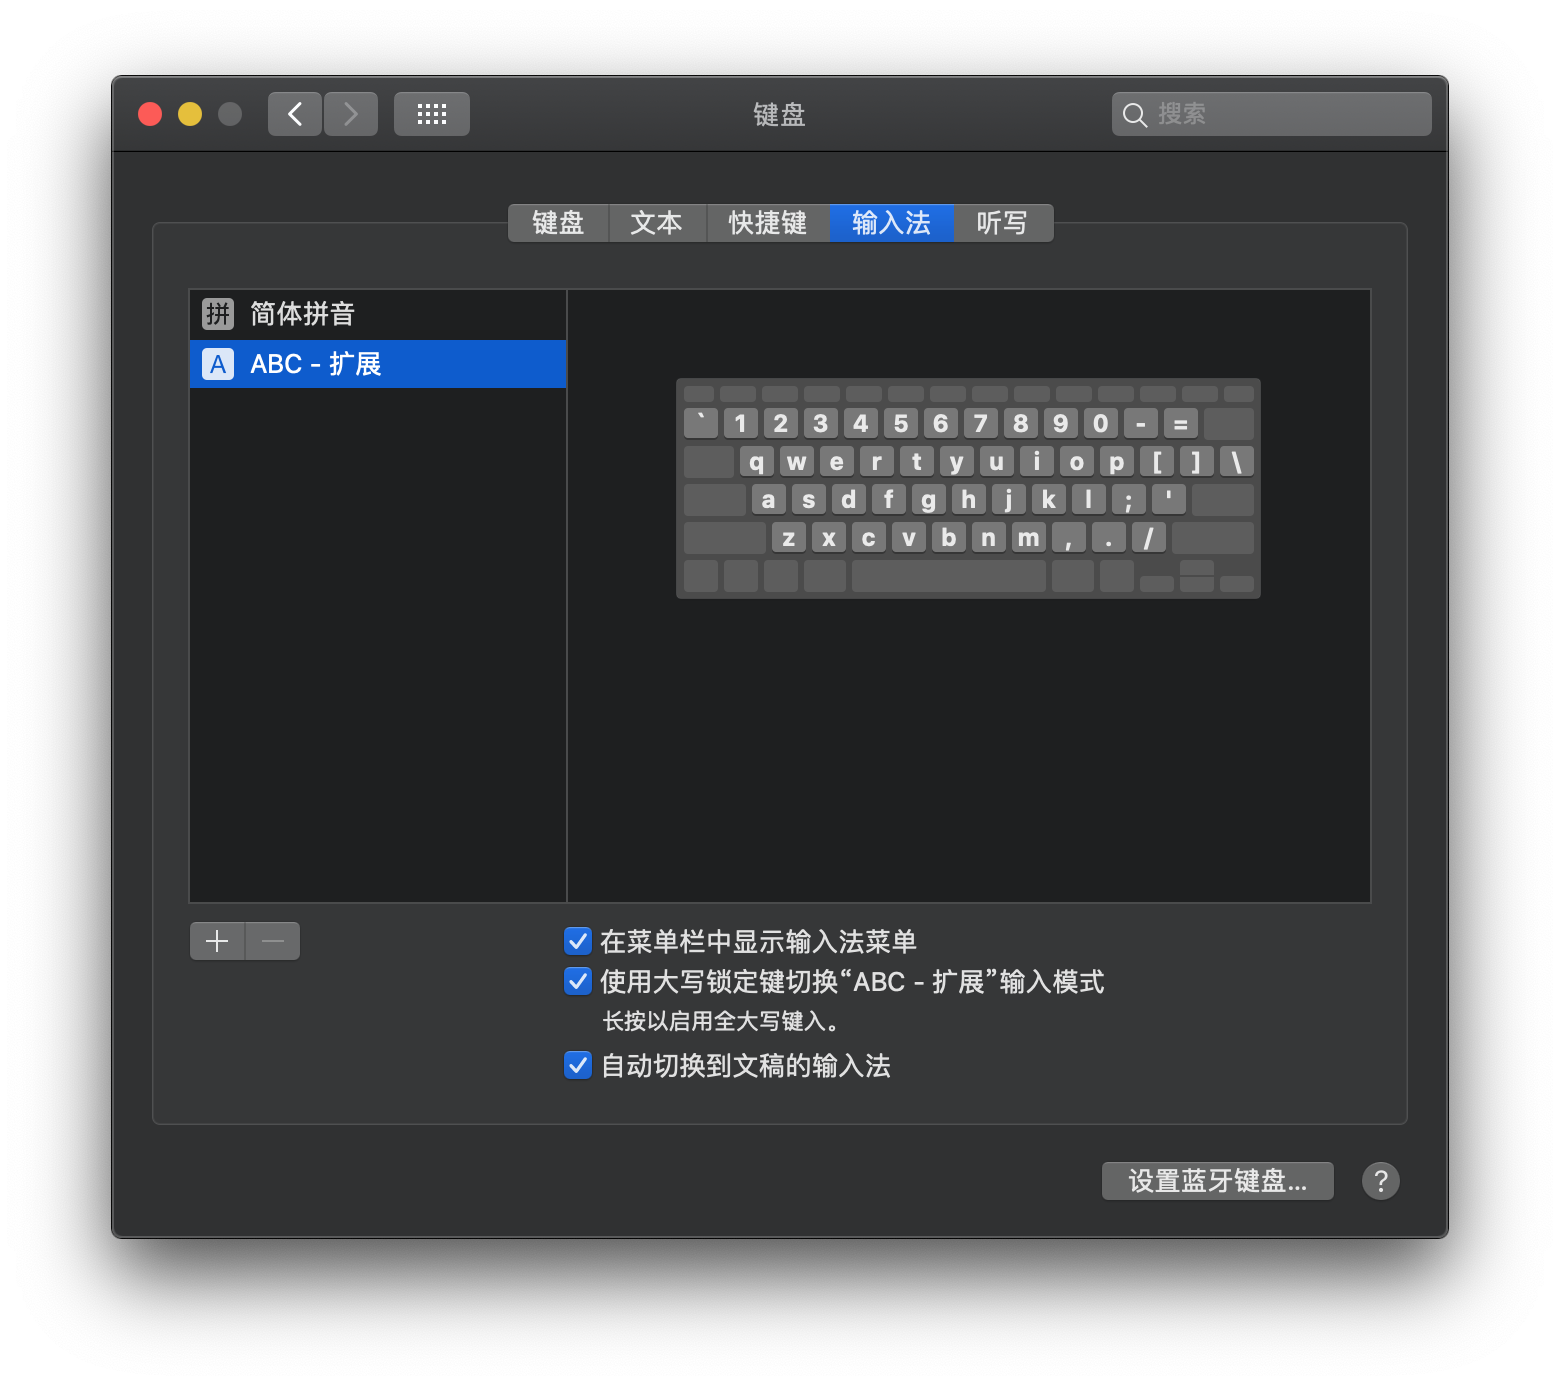 键盘
搜索
键盘 文本 快捷键 输入法 听写
拼 简体拼音
A ABC - 扩展
` 1 2 3 4 5 6 7 8 9 0 - =
q w e r t y u i o p [ ] \
a s d f g h j k l ; '
z x c v b n m , . /
在菜单栏中显示输入法菜单
使用大写锁定键切换“ABC - 扩展”输入模式
长按以启用全大写键入。
自动切换到文稿的输入法
设置蓝牙键盘... ?